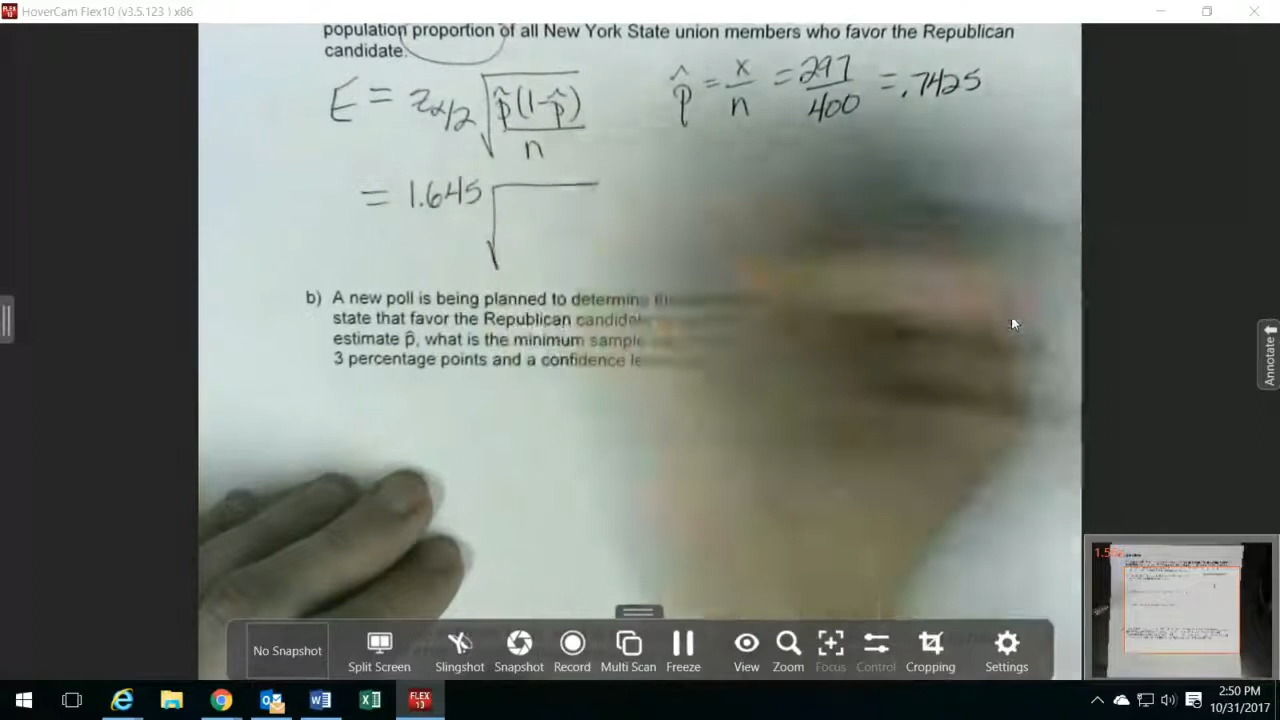 HoverCam Flex10 (v3.5.123 ) x86
population proportion of all New York State union members who favor the Republican
candidate.
E = zα/2 √ p̂(1-p̂) / n
p̂ = x/n = 297/400 = .7425
= 1.645 √
b) A new poll is being planned to determine
state that favor the Republican candidate
estimate p̂, what is the minimum sample
3 percentage points and a confidence
Annotate
No Snapshot
Split Screen
Slingshot
Snapshot
Record
Multi Scan
Freeze
View
Zoom
Focus
Control
Cropping
Settings
FLEX
2:50 PM
10/31/2017